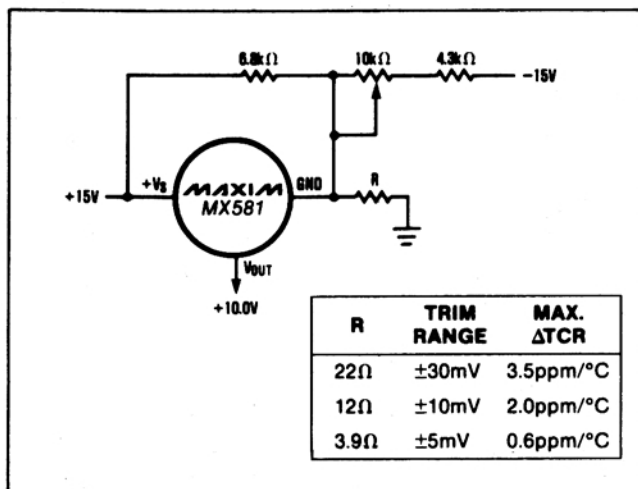 6.8kΩ 10kΩ 4.3kΩ
-15V
+15V
+VS
MAXIM
MX581
GND
R
VOUT
+10.0V
R TRIM RANGE MAX. ΔTCR
22Ω ±30mV 3.5ppm/°C
12Ω ±10mV 2.0ppm/°C
3.9Ω ±5mV 0.6ppm/°C